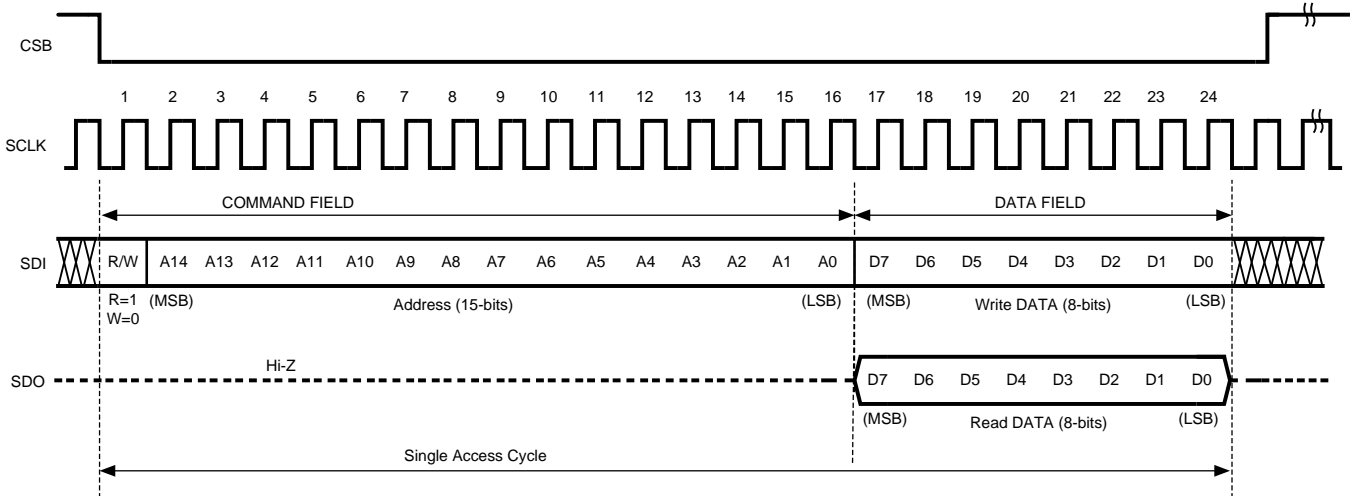 CSB
1 2 3 4 5 6 7 8 9 10 11 12 13 14 15 16 17 18 19 20 21 22 23 24
SCLK
COMMAND FIELD DATA FIELD
SDI R/W A14 A13 A12 A11 A10 A9 A8 A7 A6 A5 A4 A3 A2 A1 A0 D7 D6 D5 D4 D3 D2 D1 D0
R=1 (MSB) Address (15-bits) (LSB) (MSB) Write DATA (8-bits) (LSB)
W=0
Hi-Z
SDO D7 D6 D5 D4 D3 D2 D1 D0
(MSB) Read DATA (8-bits) (LSB)
Single Access Cycle